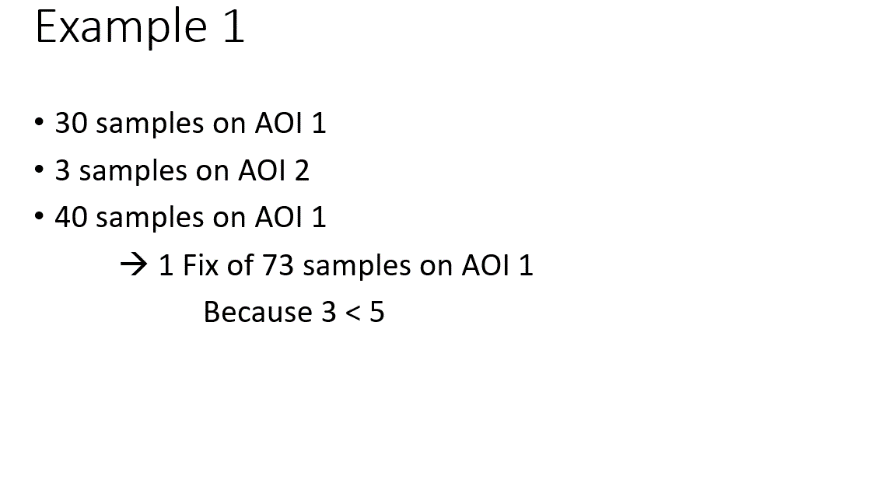 Example 1
• 30 samples on AOI 1
• 3 samples on AOI 2
• 40 samples on AOI 1
→ 1 Fix of 73 samples on AOI 1
Because 3 < 5